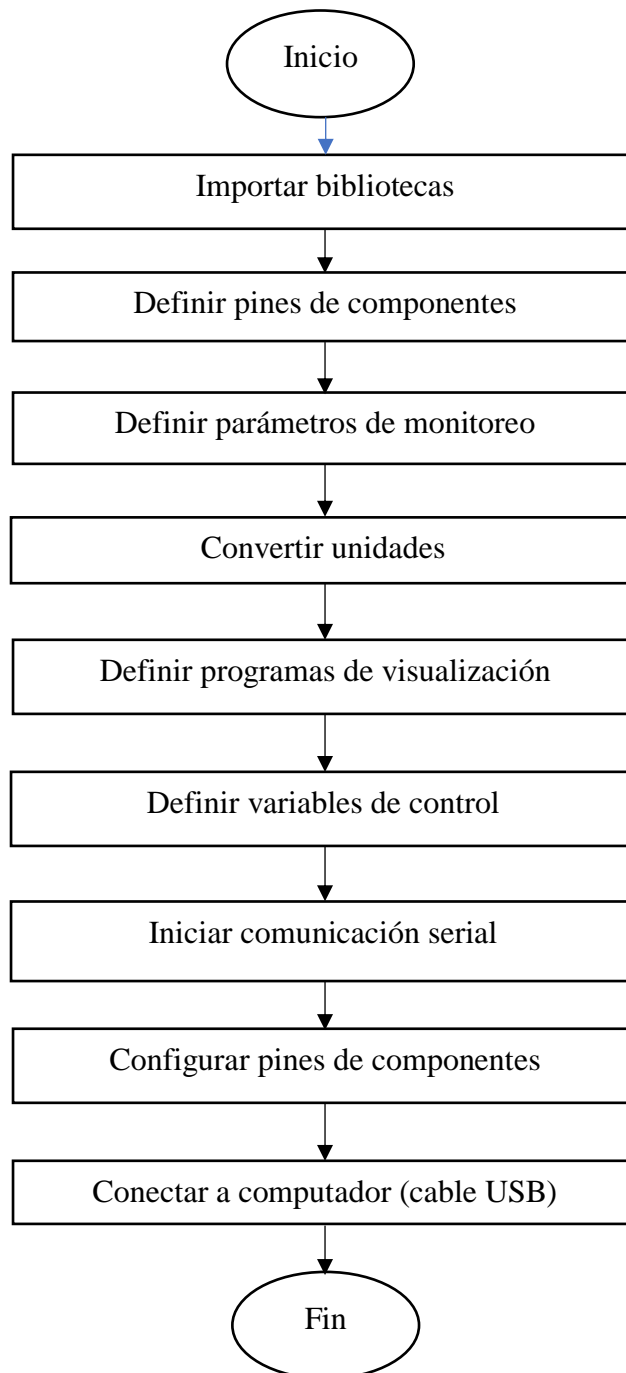 Inicio
Importar bibliotecas
Definir pines de componentes
Definir parámetros de monitoreo
Convertir unidades
Definir programas de visualización
Definir variables de control
Iniciar comunicación serial
Configurar pines de componentes
Conectar a computador (cable USB)
Fin